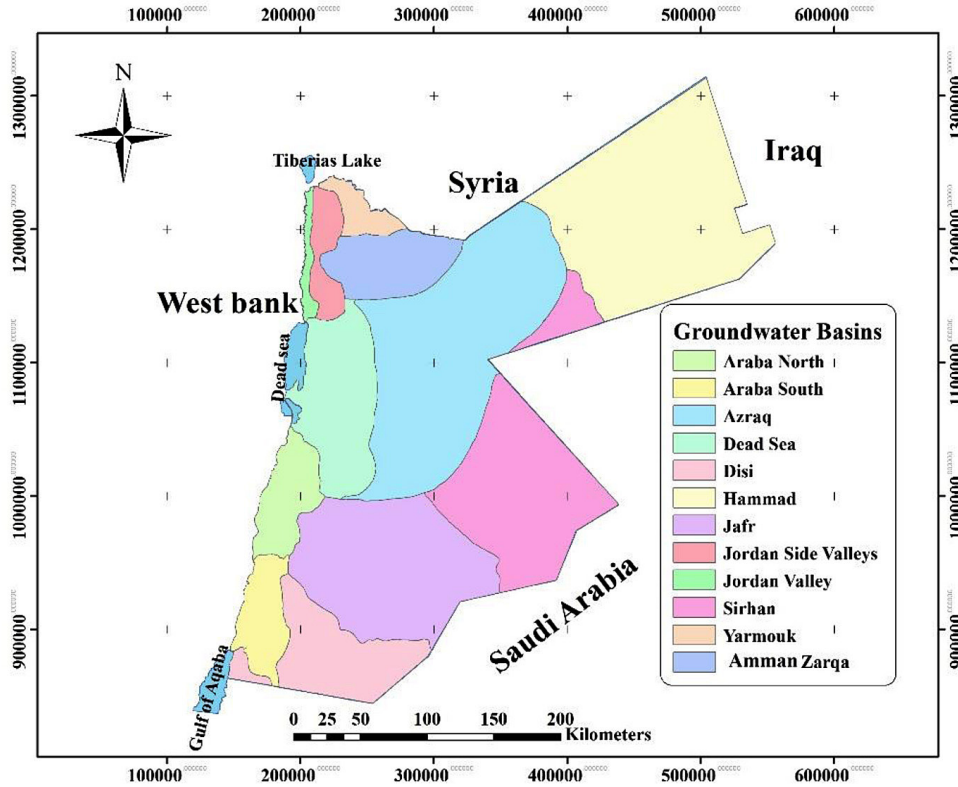 100000 200000 300000 400000 500000 600000
1300000 1300000
1200000 1200000
1100000 1100000
1000000 1000000
900000 900000
N
Tiberias Lake
Syria
Iraq
West bank
Dead sea
Saudi Arabia
Gulf of Aqaba
Groundwater Basins
Araba North
Araba South
Azraq
Dead Sea
Disi
Hammad
Jafr
Jordan Side Valleys
Jordan Valley
Sirhan
Yarmouk
Amman Zarqa
0 25 50 100 150 200
Kilometers
100000 200000 300000 400000 500000 600000